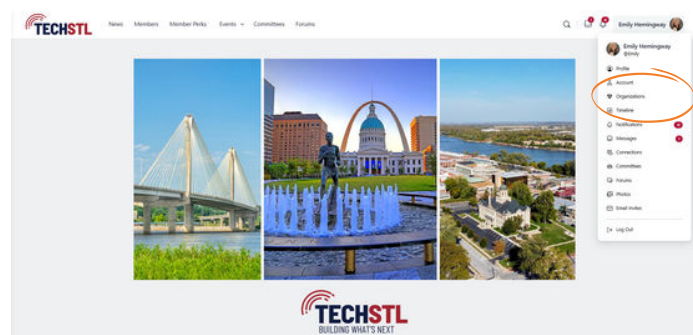 TECHSTL
News Members Member Perks Events Committees Forums
Emily Hemingway
Emily Hemingway
@Emily
Profile
Account
Organizations
Timeline
Notifications
Messages
Connections
Committees
Forums
Photos
Email Invites
Log Out
TECHSTL
BUILDING WHAT'S NEXT